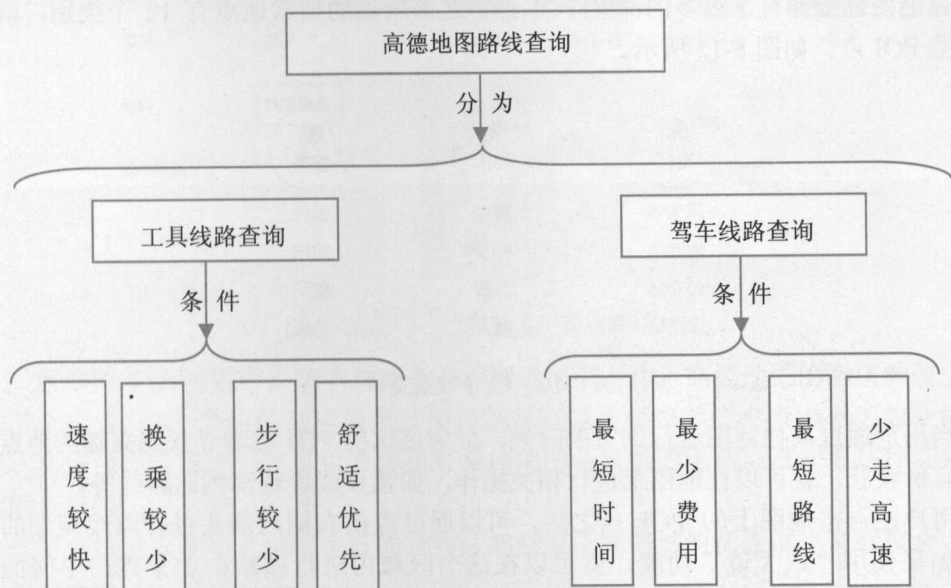 高德地图路线查询
分为
工具线路查询
驾车线路查询
条件
条件
速度较快
换乘较少
步行较少
舒适优先
最短时间
最少费用
最短路线
少走高速